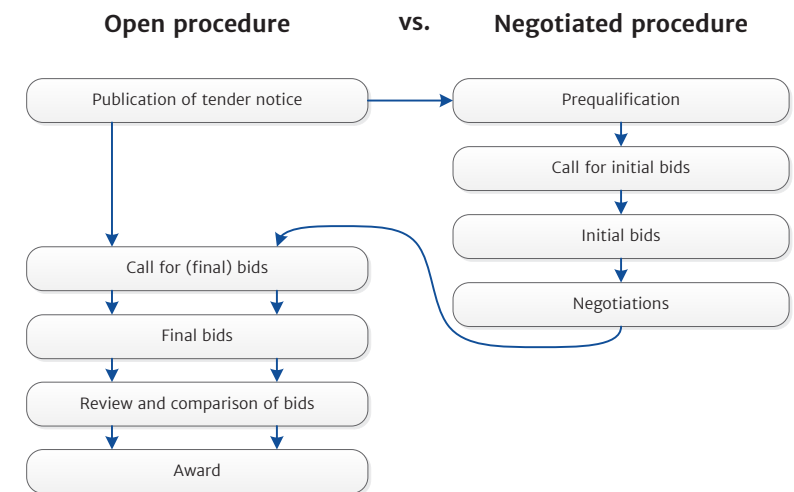 Open procedure vs. Negotiated procedure
Publication of tender notice
Prequalification
Call for initial bids
Initial bids
Negotiations
Call for (final) bids
Final bids
Review and comparison of bids
Award